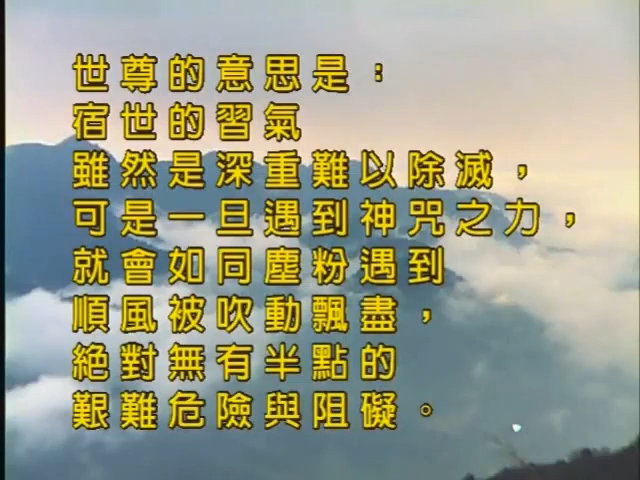 世尊的意思是：
宿世的習氣
雖然是深重難以除滅，
可是一旦遇到神咒之力，
就會如同塵粉遇到
順風被吹動飄盡，
絕對無有半點的
艱難危險與阻礙。